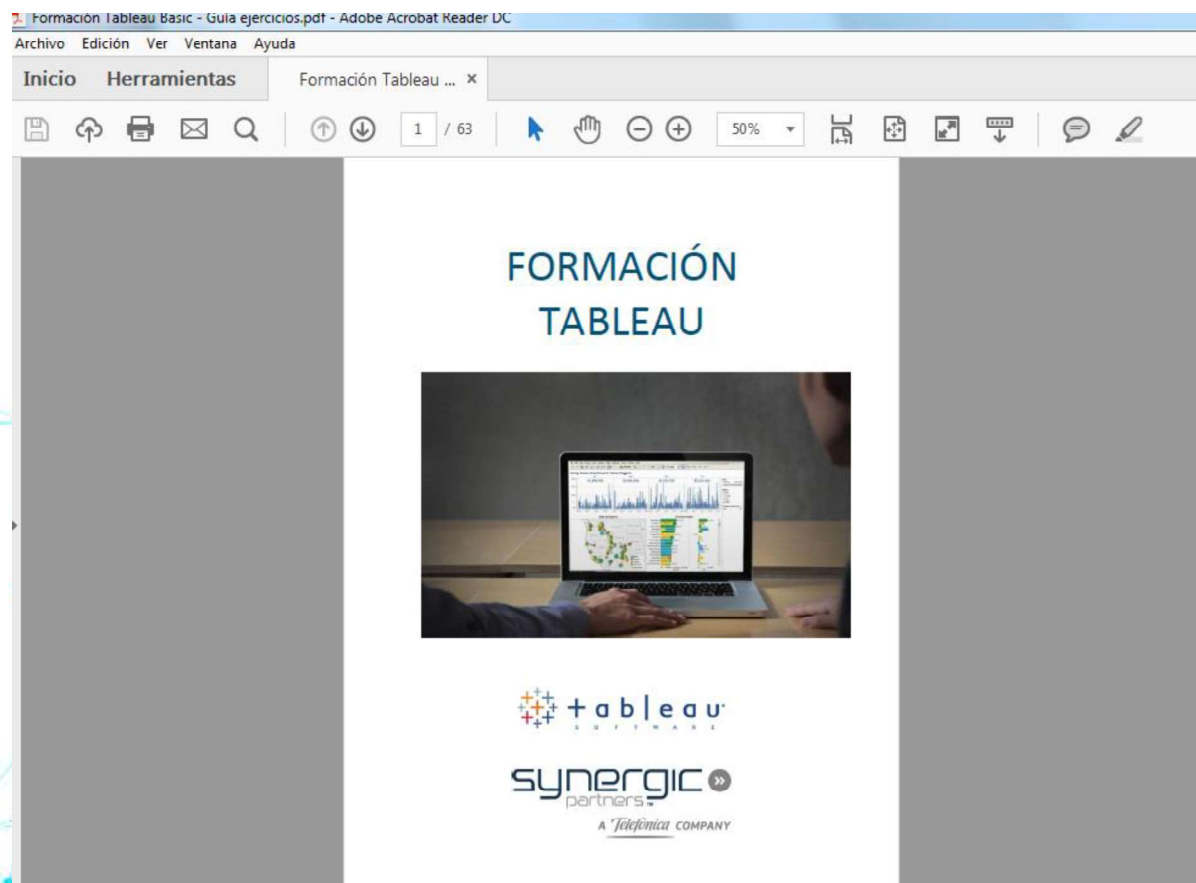 Formación Tableau Basic - Guía ejercicios.pdf - Adobe Acrobat Reader DC
Archivo Edición Ver Ventana Ayuda
Inicio Herramientas Formación Tableau ... ×
1 / 63 50%
FORMACIÓN
TABLEAU
+ableau
SOFTWARE
synergic
partners™
A Telefónica COMPANY